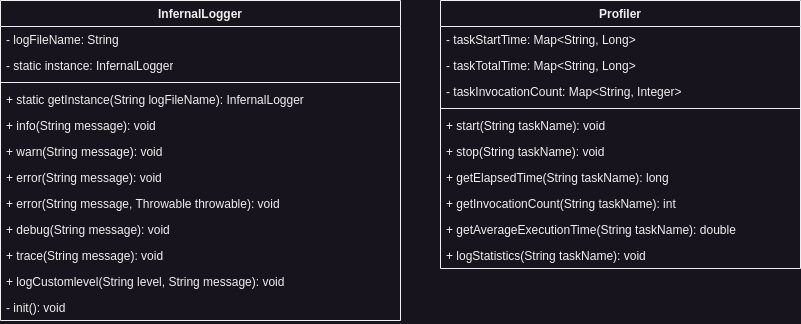 InfernalLogger
- logFileName: String
- static instance: InfernalLogger
+ static getInstance(String logFileName): InfernalLogger
+ info(String message): void
+ warn(String message): void
+ error(String message): void
+ error(String message, Throwable throwable): void
+ debug(String message): void
+ trace(String message): void
+ logCustomlevel(String level, String message): void
- init(): void
Profiler
- taskStartTime: Map<String, Long>
- taskTotalTime: Map<String, Long>
- taskInvocationCount: Map<String, Integer>
+ start(String taskName): void
+ stop(String taskName): void
+ getElapsedTime(String taskName): long
+ getInvocationCount(String taskName): int
+ getAverageExecutionTime(String taskName): double
+ logStatistics(String taskName): void